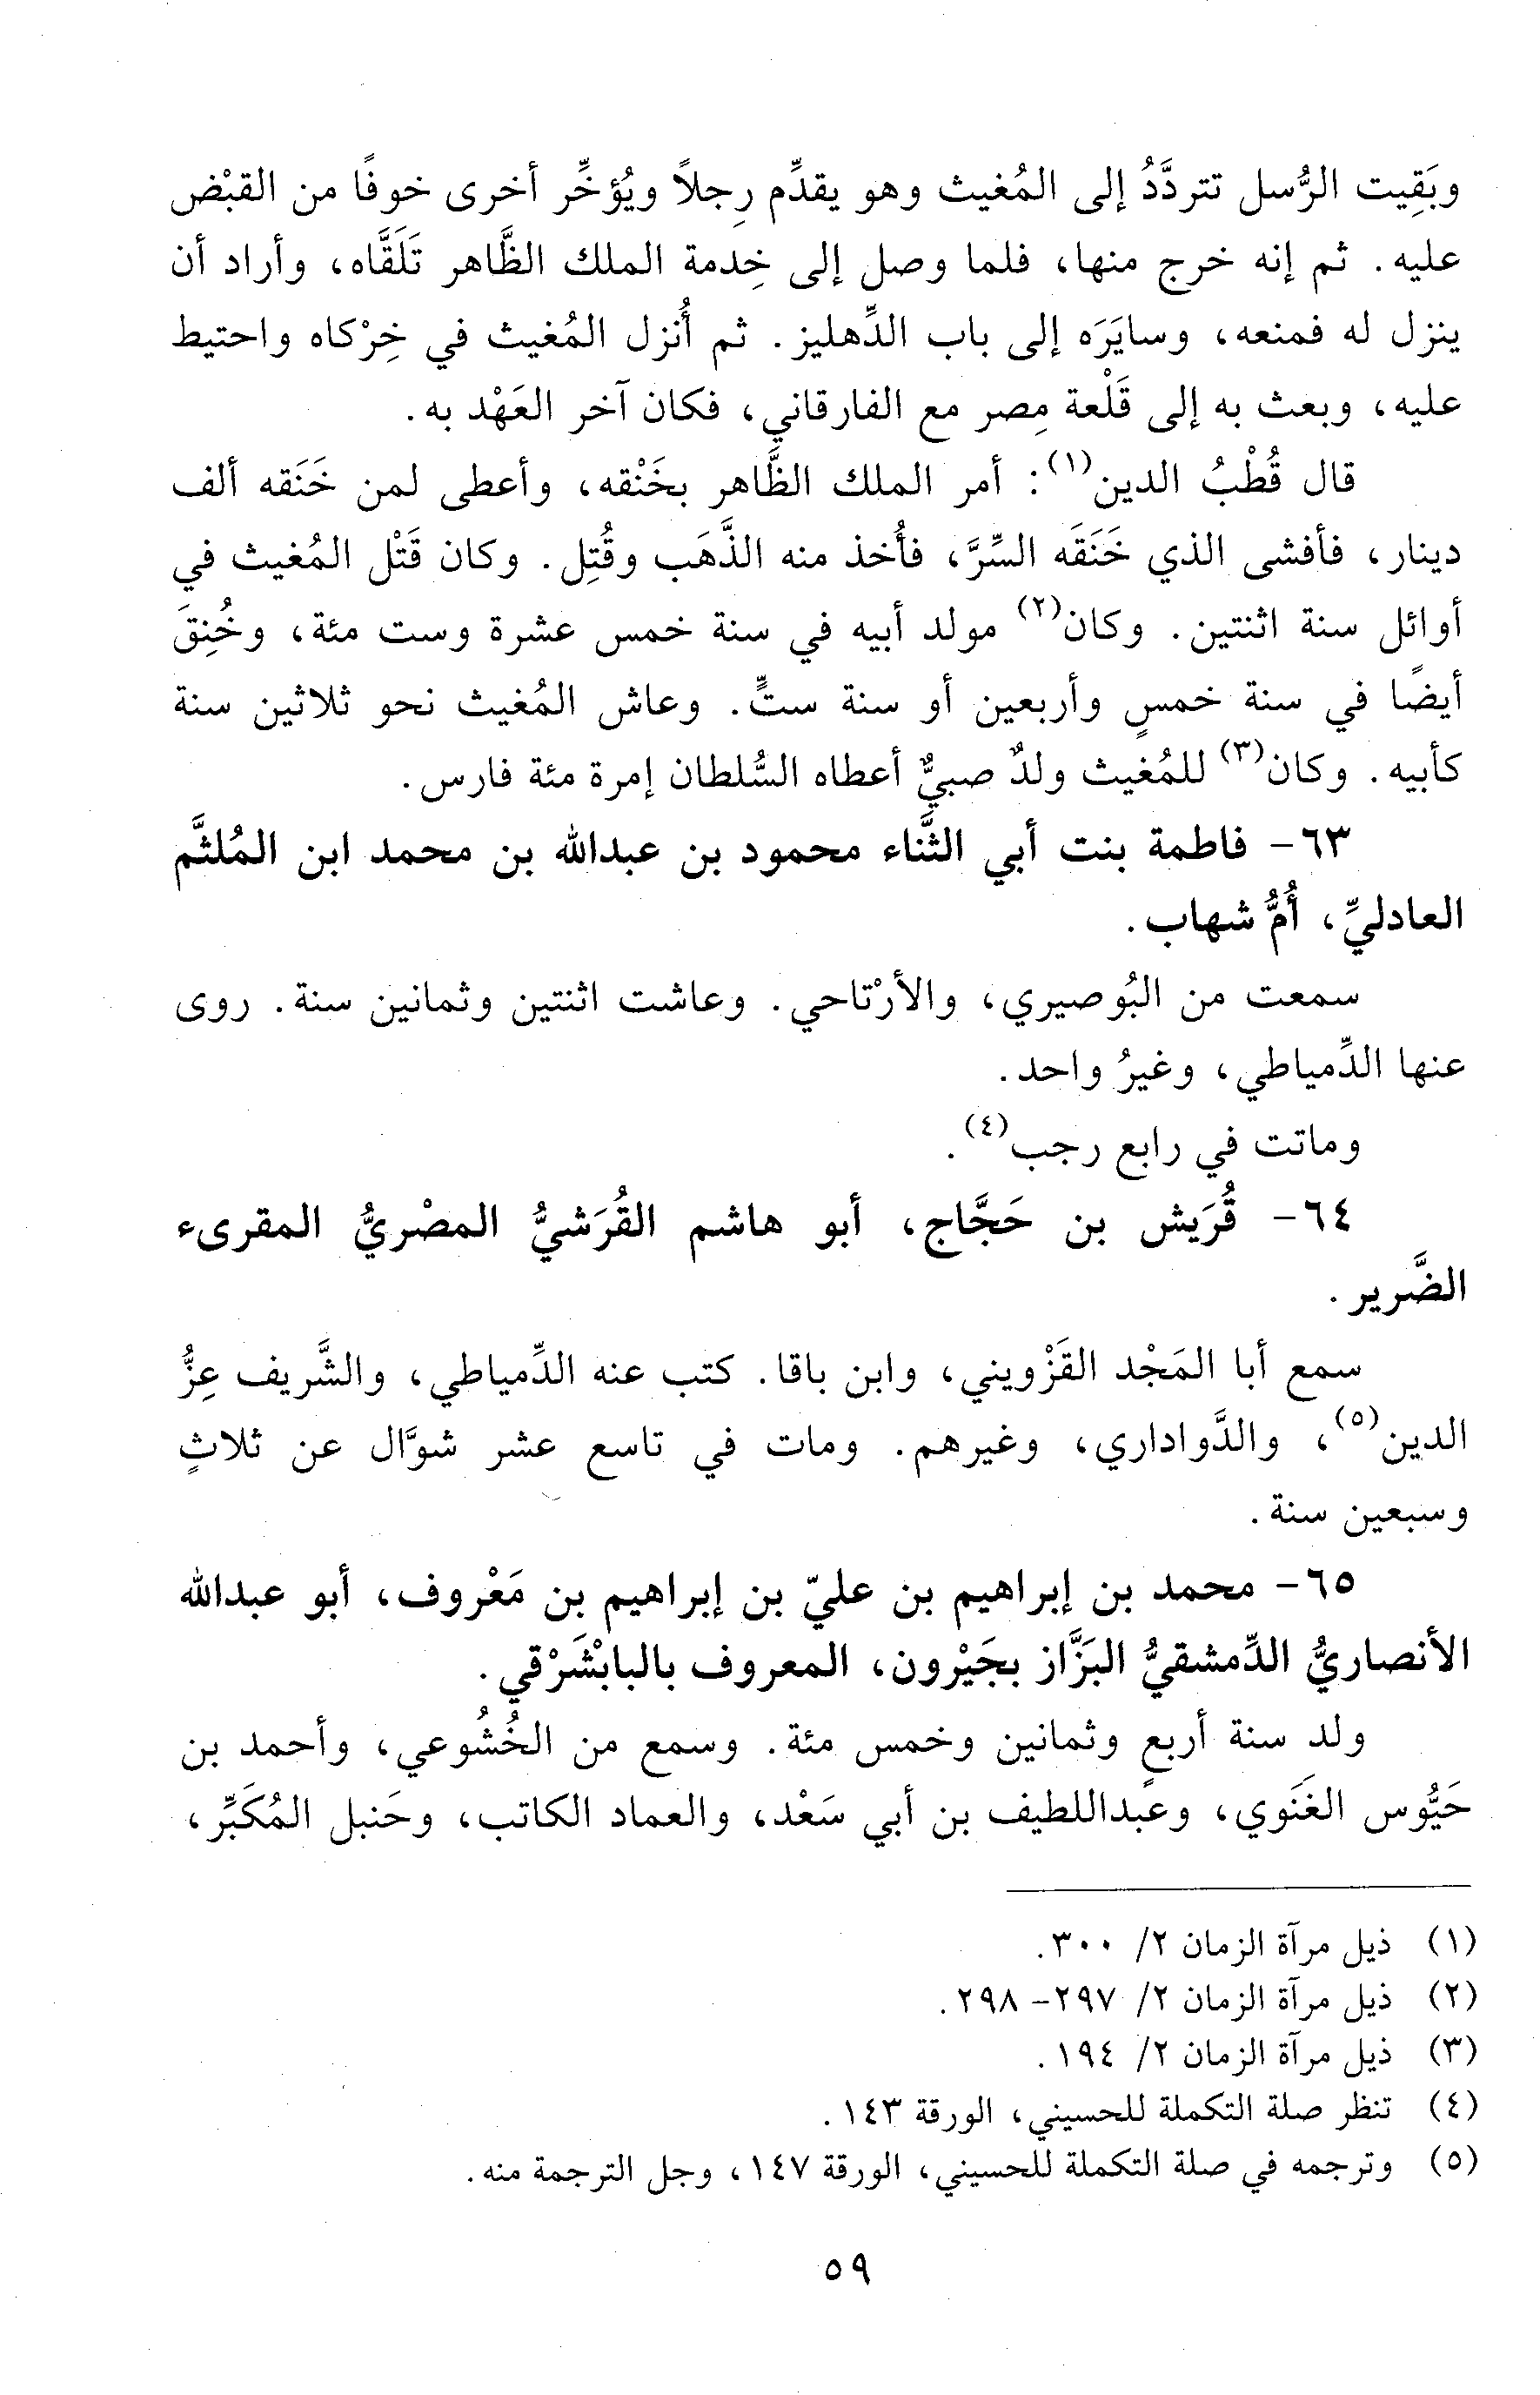 وبَقِيت الرُّسل تتردَّدُ إلى المُغيث وهو يقدِّم رِجلاً ويُؤخِّر أخرى خوفًا من القبْض
عليه. ثم إنه خرج منها، فلما وصل إلى خِدمة الملك الظَّاهر تَلَقَّاه، وأراد أن
ينزل له فمنعه، وسايَرَه إلى باب الدِّهليز. ثم أُنزل المُغيث في خِرْكاه واحتيط
عليه، وبعث به إلى قَلْعة مِصر مع الفارقاني، فكان آخر العَهْد به.
قال قُطْبُ الدين(١): أمر الملك الظَّاهر بخَنْقه، وأعطى لمن خَنَقه ألف
دينار، فأفشى الذي خَنَقَه السِّرَّ، فأُخذ منه الذَّهَب وقُتِل. وكان قَتْل المُغيث في
أوائل سنة اثنتين. وكان(٢) مولد أبيه في سنة خمس عشرة وست مئة، وخُنِقَ
أيضًا في سنة خمسٍ وأربعين أو سنة ستٍّ. وعاش المُغيث نحو ثلاثين سنة
كأبيه. وكان(٣) للمُغيث ولدٌ صبيٌّ أعطاه السُّلطان إمرة مئة فارس.
٦٣- فاطمة بنت أبي الثَّناء محمود بن عبدالله بن محمد ابن المُلثَّم
العادليِّ، أُمُّ شهاب.
سمعت من البُوصيري، والأرْتاحي. وعاشت اثنتين وثمانين سنة. روى
عنها الدِّمياطي، وغيرُ واحد.
وماتت في رابع رجب(٤).
٦٤- قُرَيش بن حَجَّاج، أبو هاشم القُرَشيُّ المصْريُّ المقرىء
الضَّرير.
سمع أبا المَجْد القَزْويني، وابن باقا. كتب عنه الدِّمياطي، والشَّريف عِزُّ
الدين(٥)، والدَّواداري، وغيرهم. ومات في تاسع عشر شوَّال عن ثلاثٍ
وسبعين سنة.
٦٥- محمد بن إبراهيم بن عليّ بن إبراهيم بن مَعْروف، أبو عبدالله
الأنصاريُّ الدِّمشقيُّ البَزَّاز بجَيْرون، المعروف بالبابْشَرْقي.
ولد سنة أربعٍ وثمانين وخمس مئة. وسمع من الخُشُوعي، وأحمد بن
حَيُّوس الغَنَوي، وعبداللطيف بن أبي سَعْد، والعماد الكاتب، وحَنبل المُكَبِّر،
(١) ذيل مرآة الزمان ٢/ ٣٠٠.
(٢) ذيل مرآة الزمان ٢/ ٢٩٧- ٢٩٨.
(٣) ذيل مرآة الزمان ٢/ ١٩٤.
(٤) تنظر صلة التكملة للحسيني، الورقة ١٤٣.
(٥) وترجمه في صلة التكملة للحسيني، الورقة ١٤٧، وجل الترجمة منه.
٥٩